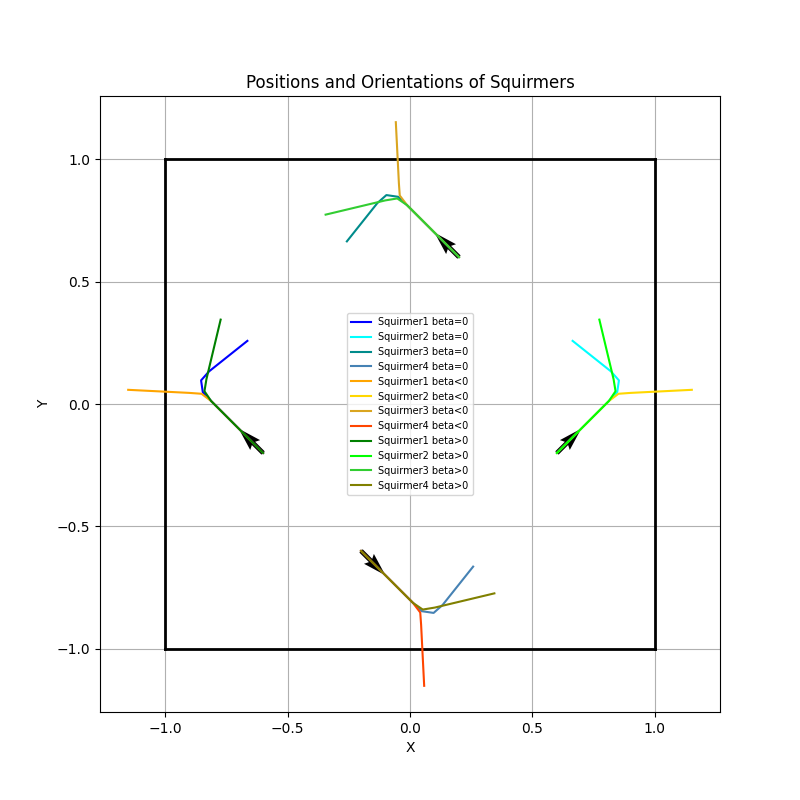 Positions and Orientations of Squirmers
1.0
0.5
0.0
−0.5
−1.0
Y
Squirmer1 beta=0
Squirmer2 beta=0
Squirmer3 beta=0
Squirmer4 beta=0
Squirmer1 beta<0
Squirmer2 beta<0
Squirmer3 beta<0
Squirmer4 beta<0
Squirmer1 beta>0
Squirmer2 beta>0
Squirmer3 beta>0
Squirmer4 beta>0
−1.0 −0.5 0.0 0.5 1.0
X